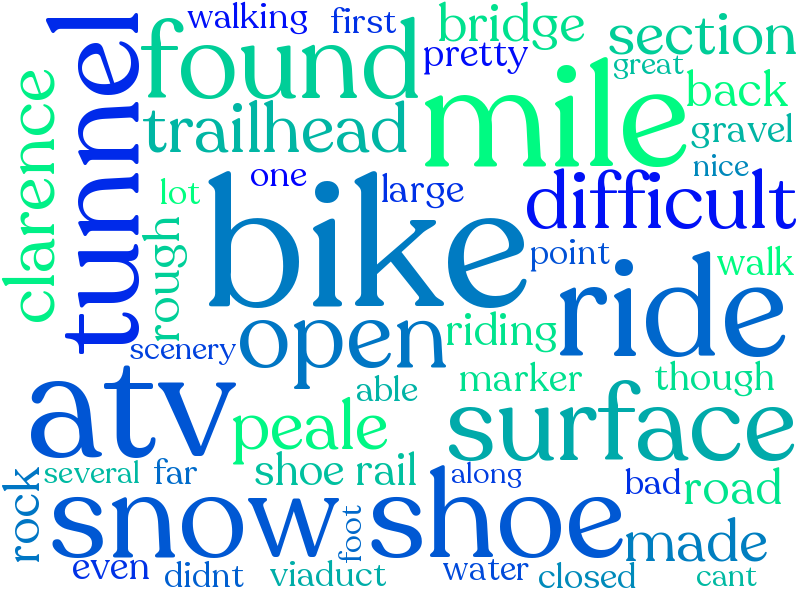 walking first bridge section
tunnel found pretty great
clarence trailhead mile back
gravel
one large difficult nice
lot bike
rough point walk
open riding ride
scenery
able marker though
atv peale surface
rock several far shoe rail along bad road
snow foot shoe made
even didnt viaduct water closed cant